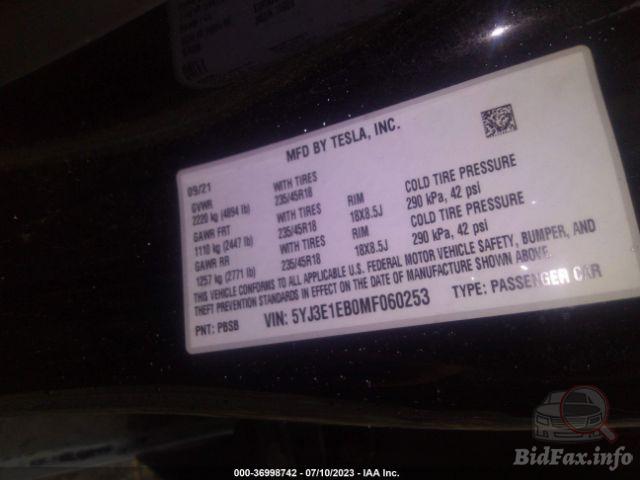 MFD BY TESLA, INC.
09/21
GVWR
2220 kg (4894 lb)
GAWR FRT WITH TIRES RIM COLD TIRE PRESSURE
1110 kg (2447 lb) 235/45R18 18X8.5J 290 kPa, 42 psi
GAWR RR WITH TIRES RIM COLD TIRE PRESSURE
1257 kg (2771 lb) 235/45R18 18X8.5J 290 kPa, 42 psi
WITH TIRES
235/45R18
THIS VEHICLE CONFORMS TO ALL APPLICABLE U.S. FEDERAL MOTOR VEHICLE SAFETY, BUMPER, AND
THEFT PREVENTION STANDARDS IN EFFECT ON THE DATE OF MANUFACTURE SHOWN ABOVE.
PNT: PBSB VIN: 5YJ3E1EB0MF060253 TYPE: PASSENGER CAR
BidFax.info
000-36998742 - 07/10/2023 - IAA Inc.